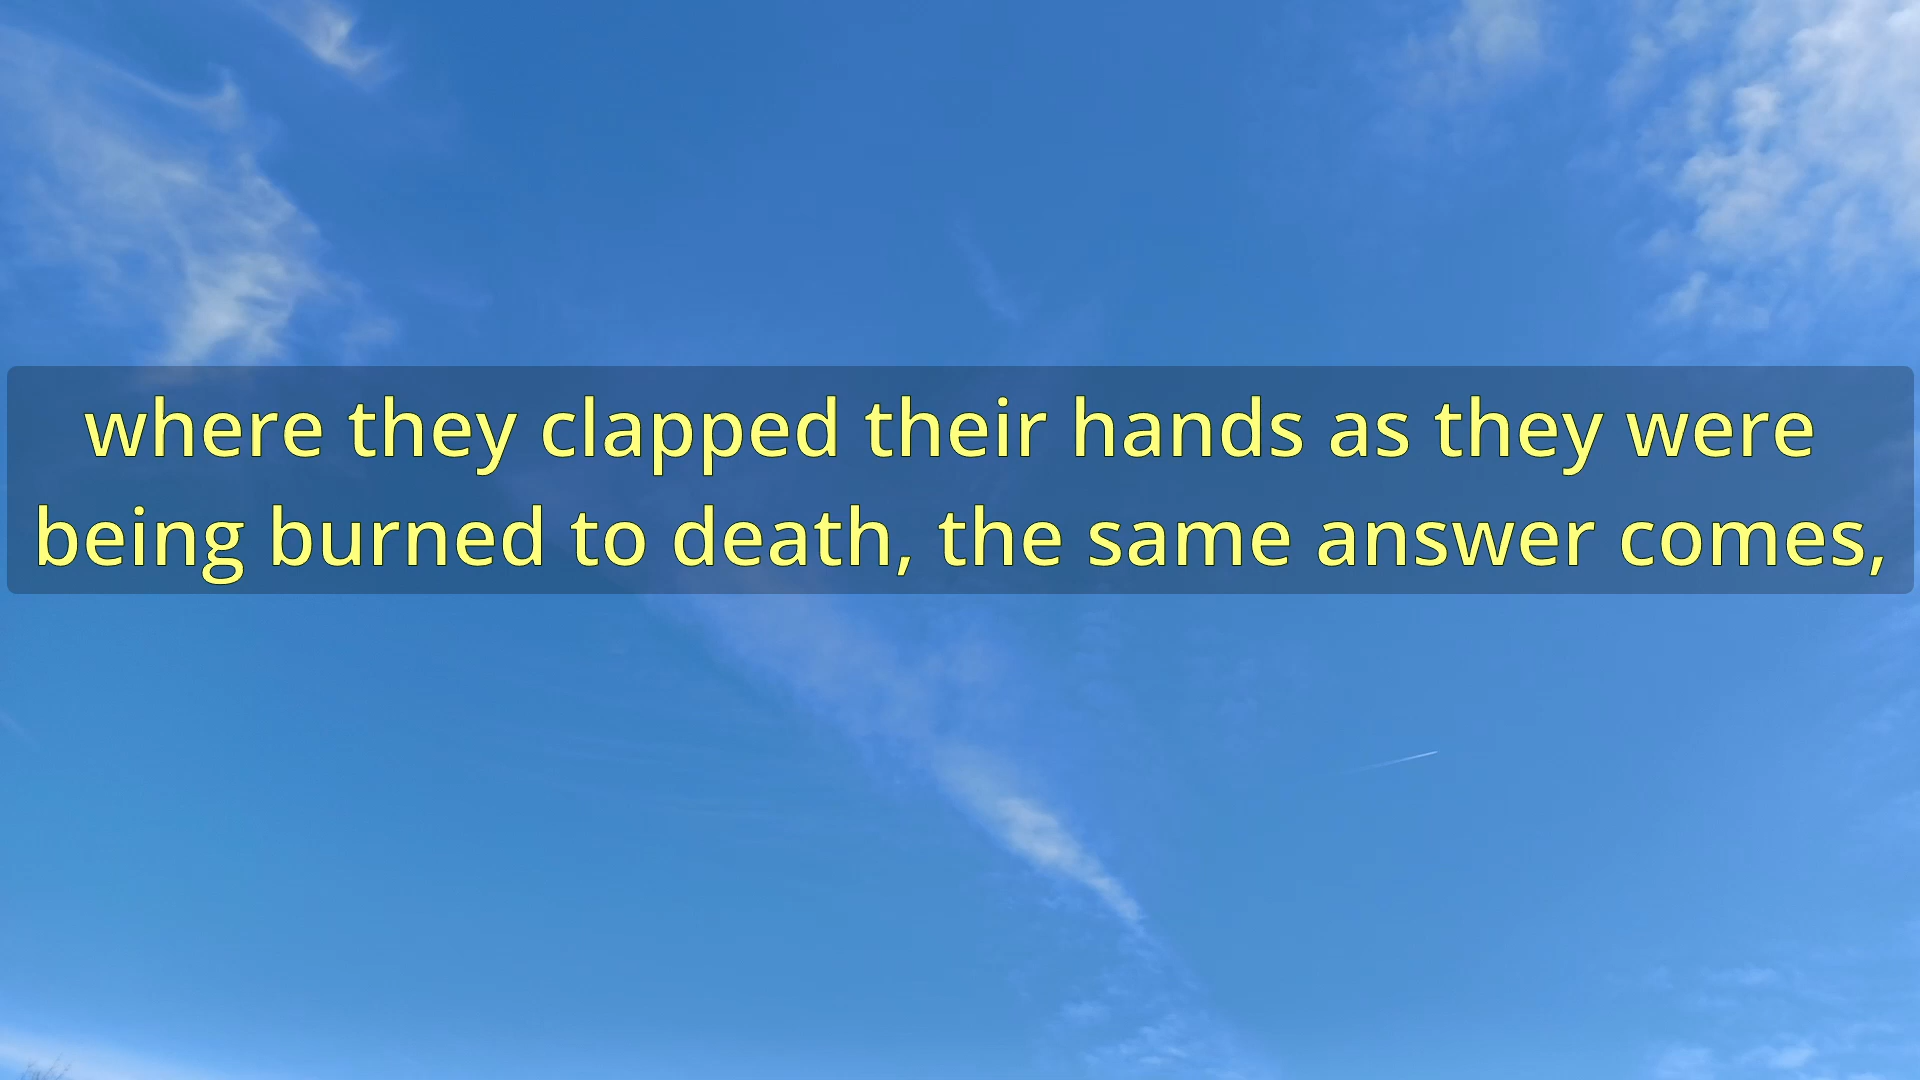 where they clapped their hands as they were
being burned to death, the same answer comes,